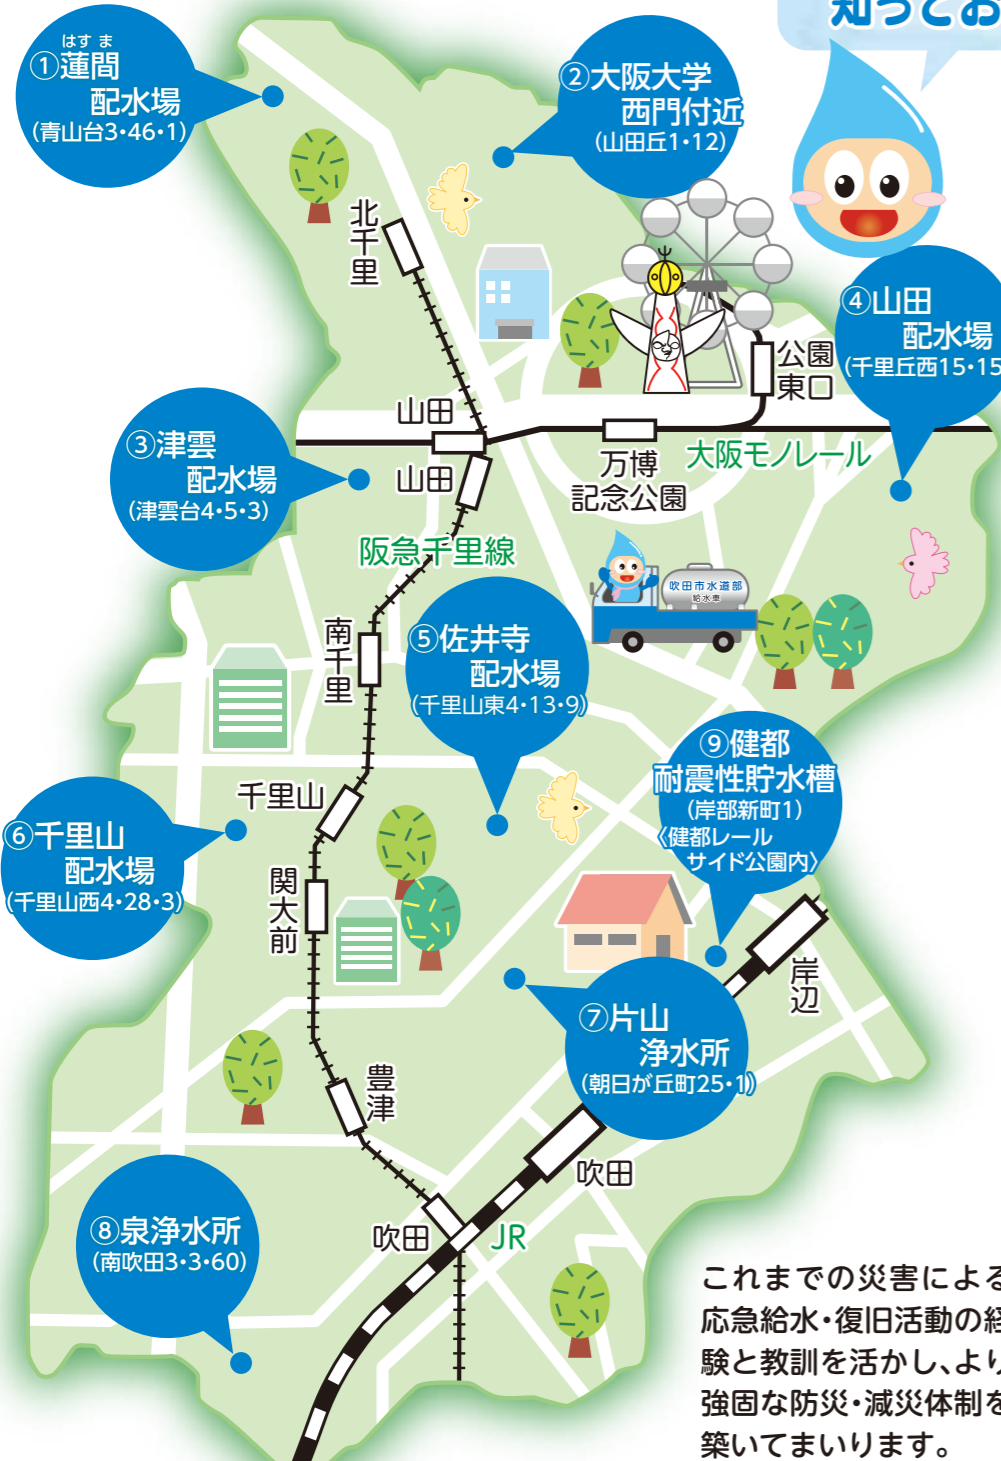 知ってお
はすま
①蓮間
配水場
(青山台3・46・1)
②大阪大学
西門付近
(山田丘1・12)
北千里
④山田
配水場
(千里丘西15・15
公園
東口
山田
③津雲
配水場
(津雲台4・5・3)
山田
万博
記念公園
大阪モノレール
阪急千里線
吹田市水道部
給水車
南千里
⑤佐井寺
配水場
(千里山東4・13・9)
⑨健都
耐震性貯水槽
(岸部新町1)
〈健都レール
サイド公園内〉
千里山
⑥千里山
配水場
(千里山西4・28・3)
関大前
岸辺
⑦片山
浄水所
(朝日が丘町25・1)
豊津
吹田
吹田
JR
⑧泉浄水所
(南吹田3・3・60)
これまでの災害による
応急給水・復旧活動の経
験と教訓を活かし、より
強固な防災・減災体制を
築いてまいります。